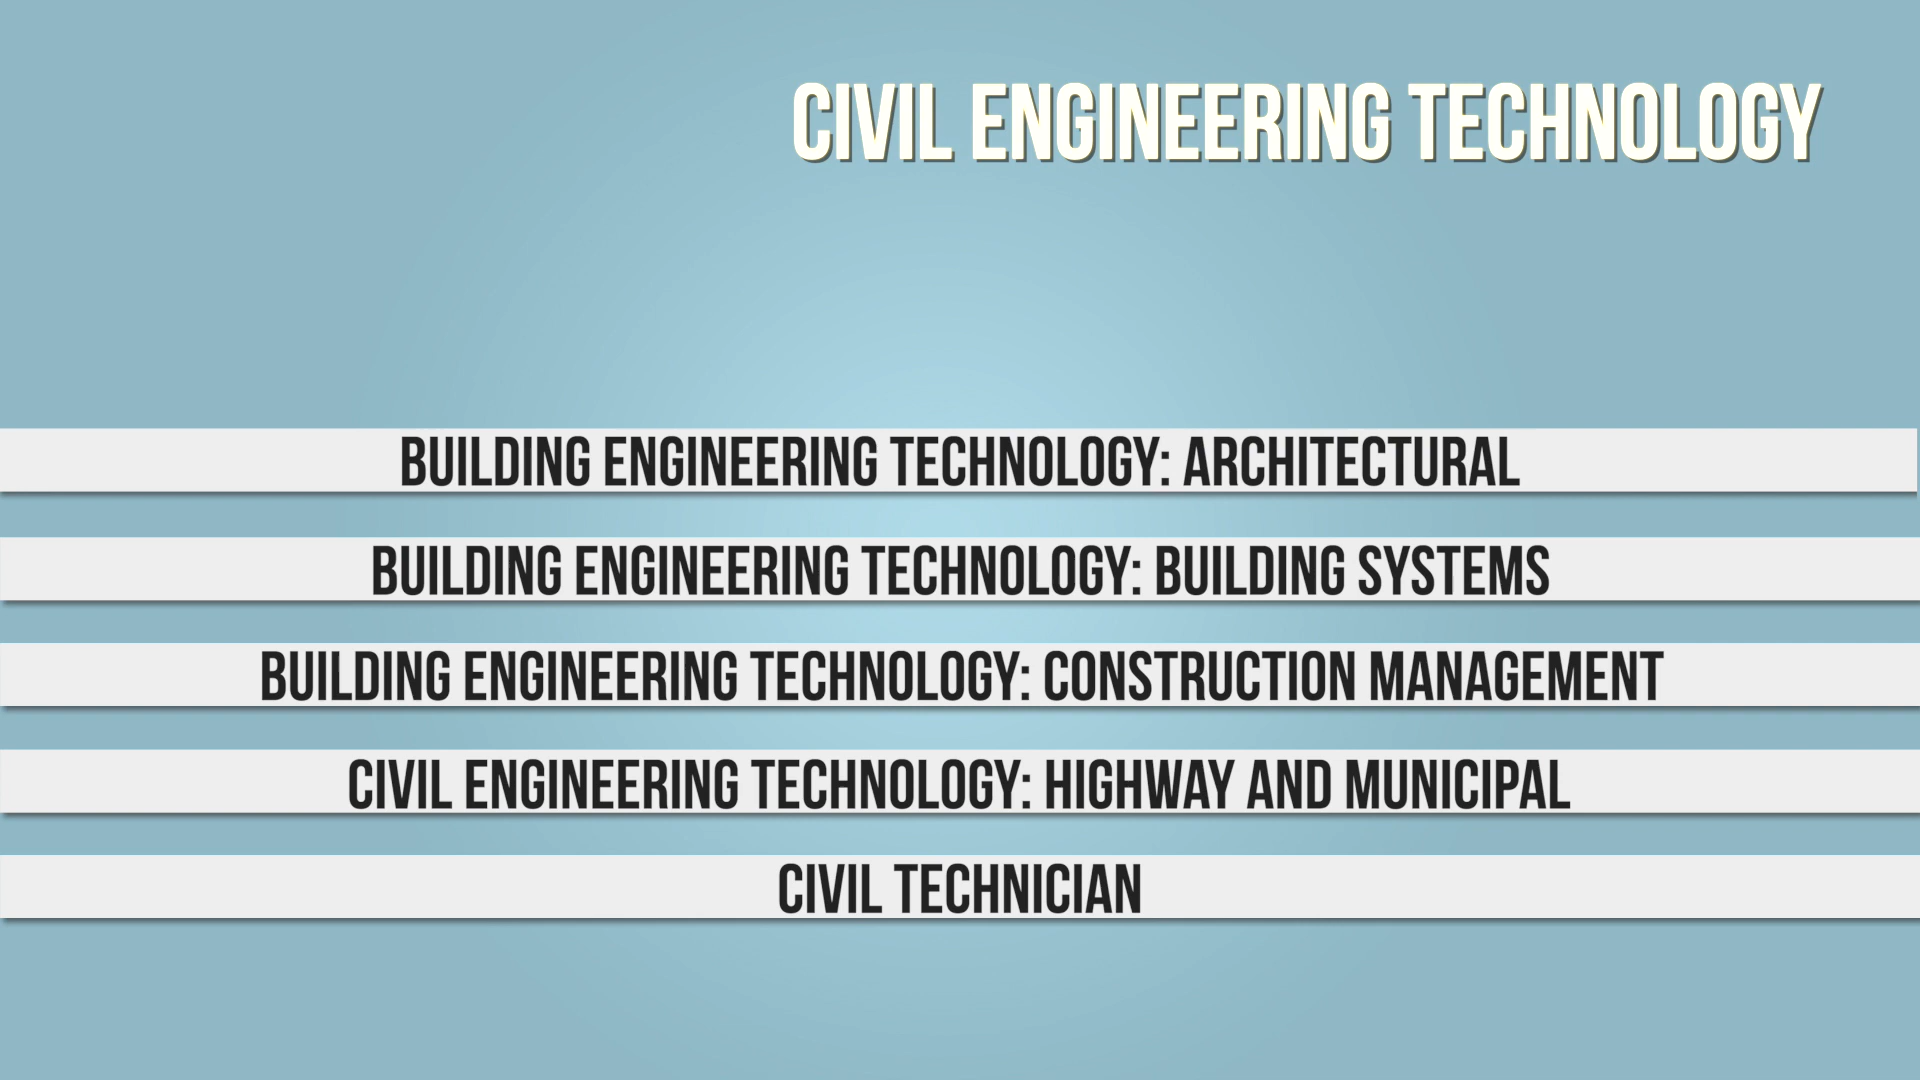 CIVIL ENGINEERING TECHNOLOGY
BUILDING ENGINEERING TECHNOLOGY: ARCHITECTURAL
BUILDING ENGINEERING TECHNOLOGY: BUILDING SYSTEMS
BUILDING ENGINEERING TECHNOLOGY: CONSTRUCTION MANAGEMENT
CIVIL ENGINEERING TECHNOLOGY: HIGHWAY AND MUNICIPAL
CIVIL TECHNICIAN